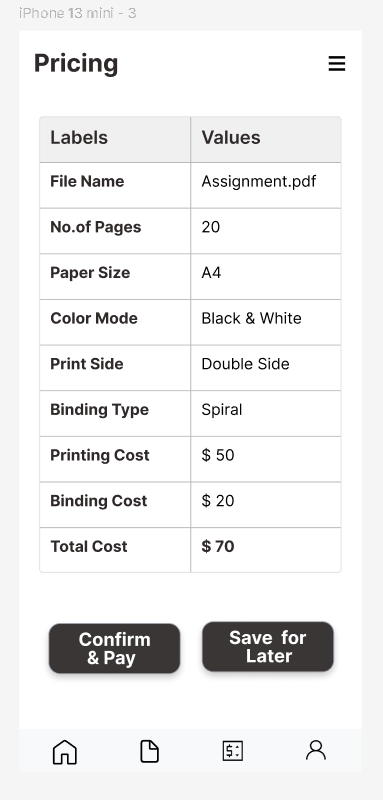 iPhone 13 mini - 3
Pricing
Labels Values
File Name Assignment.pdf
No.of Pages 20
Paper Size A4
Color Mode Black & White
Print Side Double Side
Binding Type Spiral
Printing Cost $ 50
Binding Cost $ 20
Total Cost $ 70
Confirm
& Pay
Save for
Later